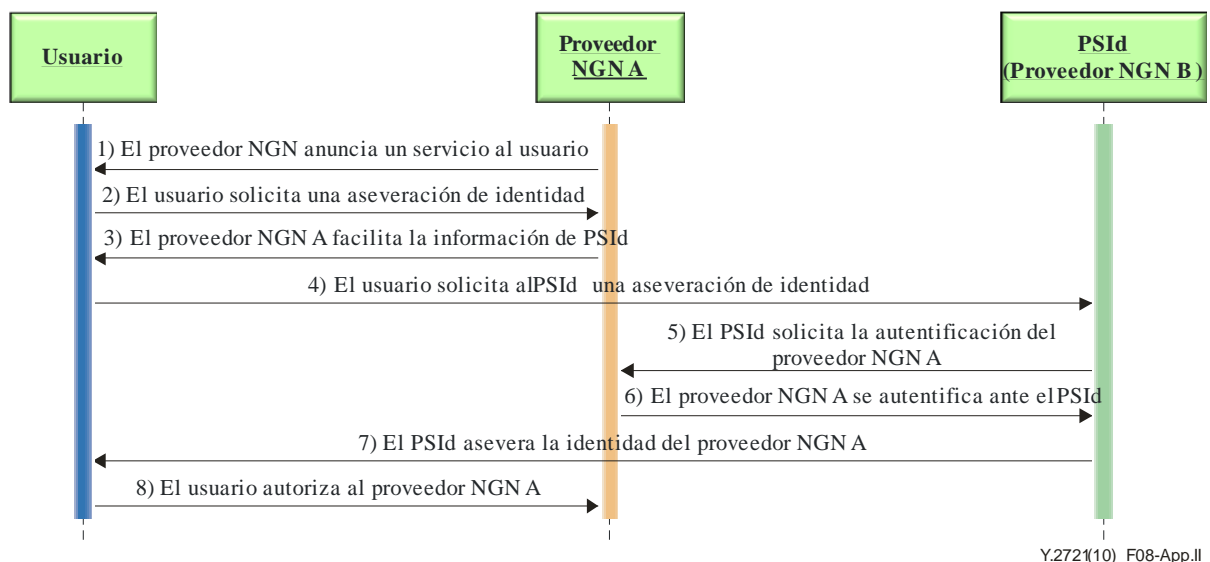 Usuario
Proveedor
NGN A
PSId
(Proveedor NGN B)
1) El proveedor NGN anuncia un servicio al usuario
2) El usuario solicita una aseveración de identidad
3) El proveedor NGN A facilita la información de PSId
4) El usuario solicita al PSId una aseveración de identidad
5) El PSId solicita la autentificación del
proveedor NGN A
6) El proveedor NGN A se autentifica ante el PSId
7) El PSId asevera la identidad del proveedor NGN A
8) El usuario autoriza al proveedor NGN A
Y.2721(10)_F08-App.II